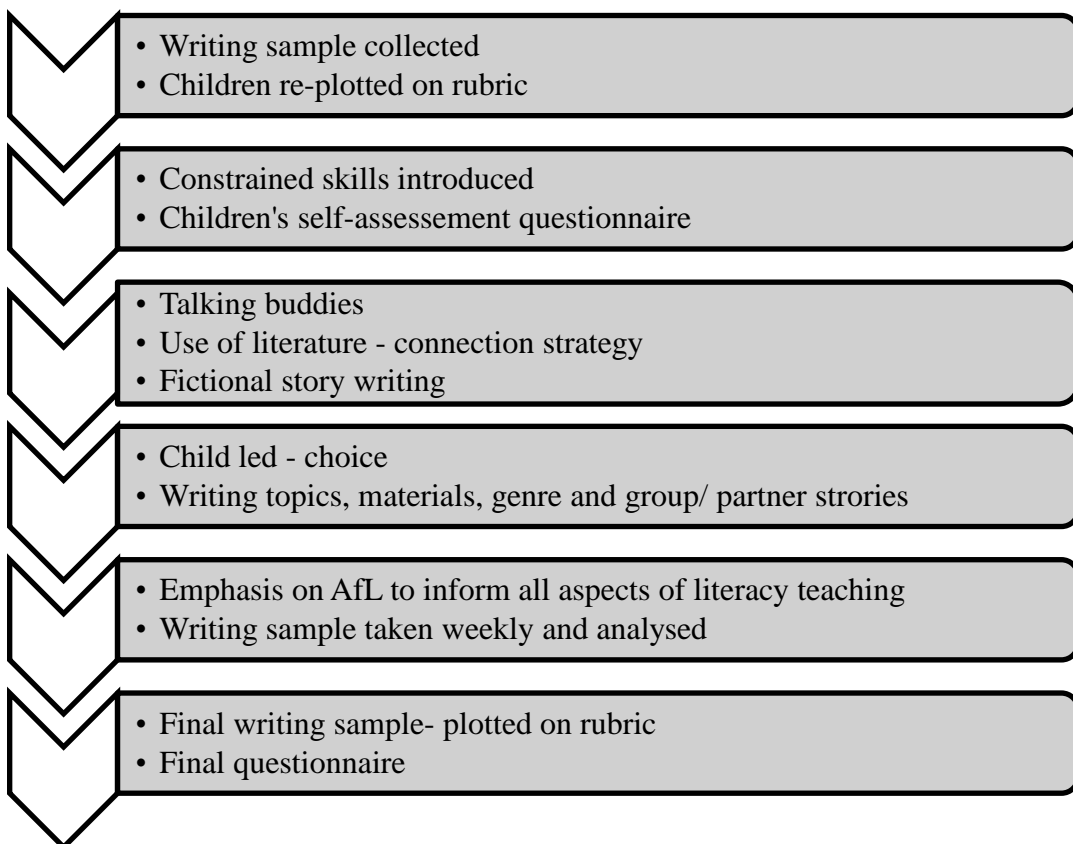 • Writing sample collected
• Children re-plotted on rubric
• Constrained skills introduced
• Children's self-assessement questionnaire
• Talking buddies
• Use of literature - connection strategy
• Fictional story writing
• Child led - choice
• Writing topics, materials, genre and group/ partner strories
• Emphasis on AfL to inform all aspects of literacy teaching
• Writing sample taken weekly and analysed
• Final writing sample- plotted on rubric
• Final questionnaire